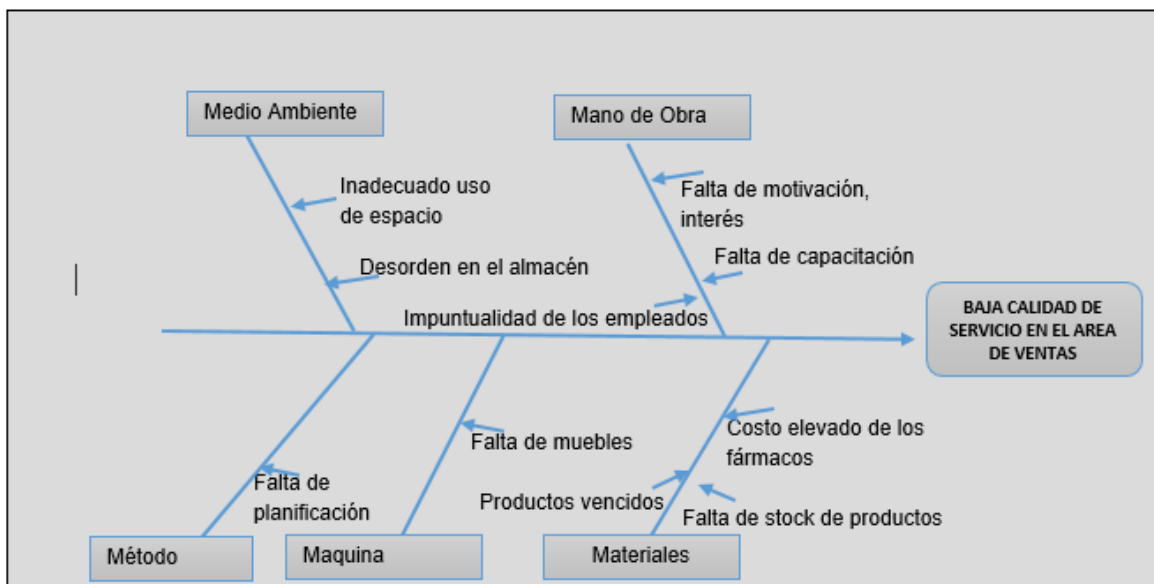 Medio Ambiente
Mano de Obra
Inadecuado uso
de espacio
Falta de motivación,
interés
Desorden en el almacén
Falta de capacitación
Impuntualidad de los empleados
BAJA CALIDAD DE
SERVICIO EN EL AREA
DE VENTAS
Falta de muebles
Costo elevado de los
fármacos
Falta de
planificación
Productos vencidos
Falta de stock de productos
Método
Maquina
Materiales